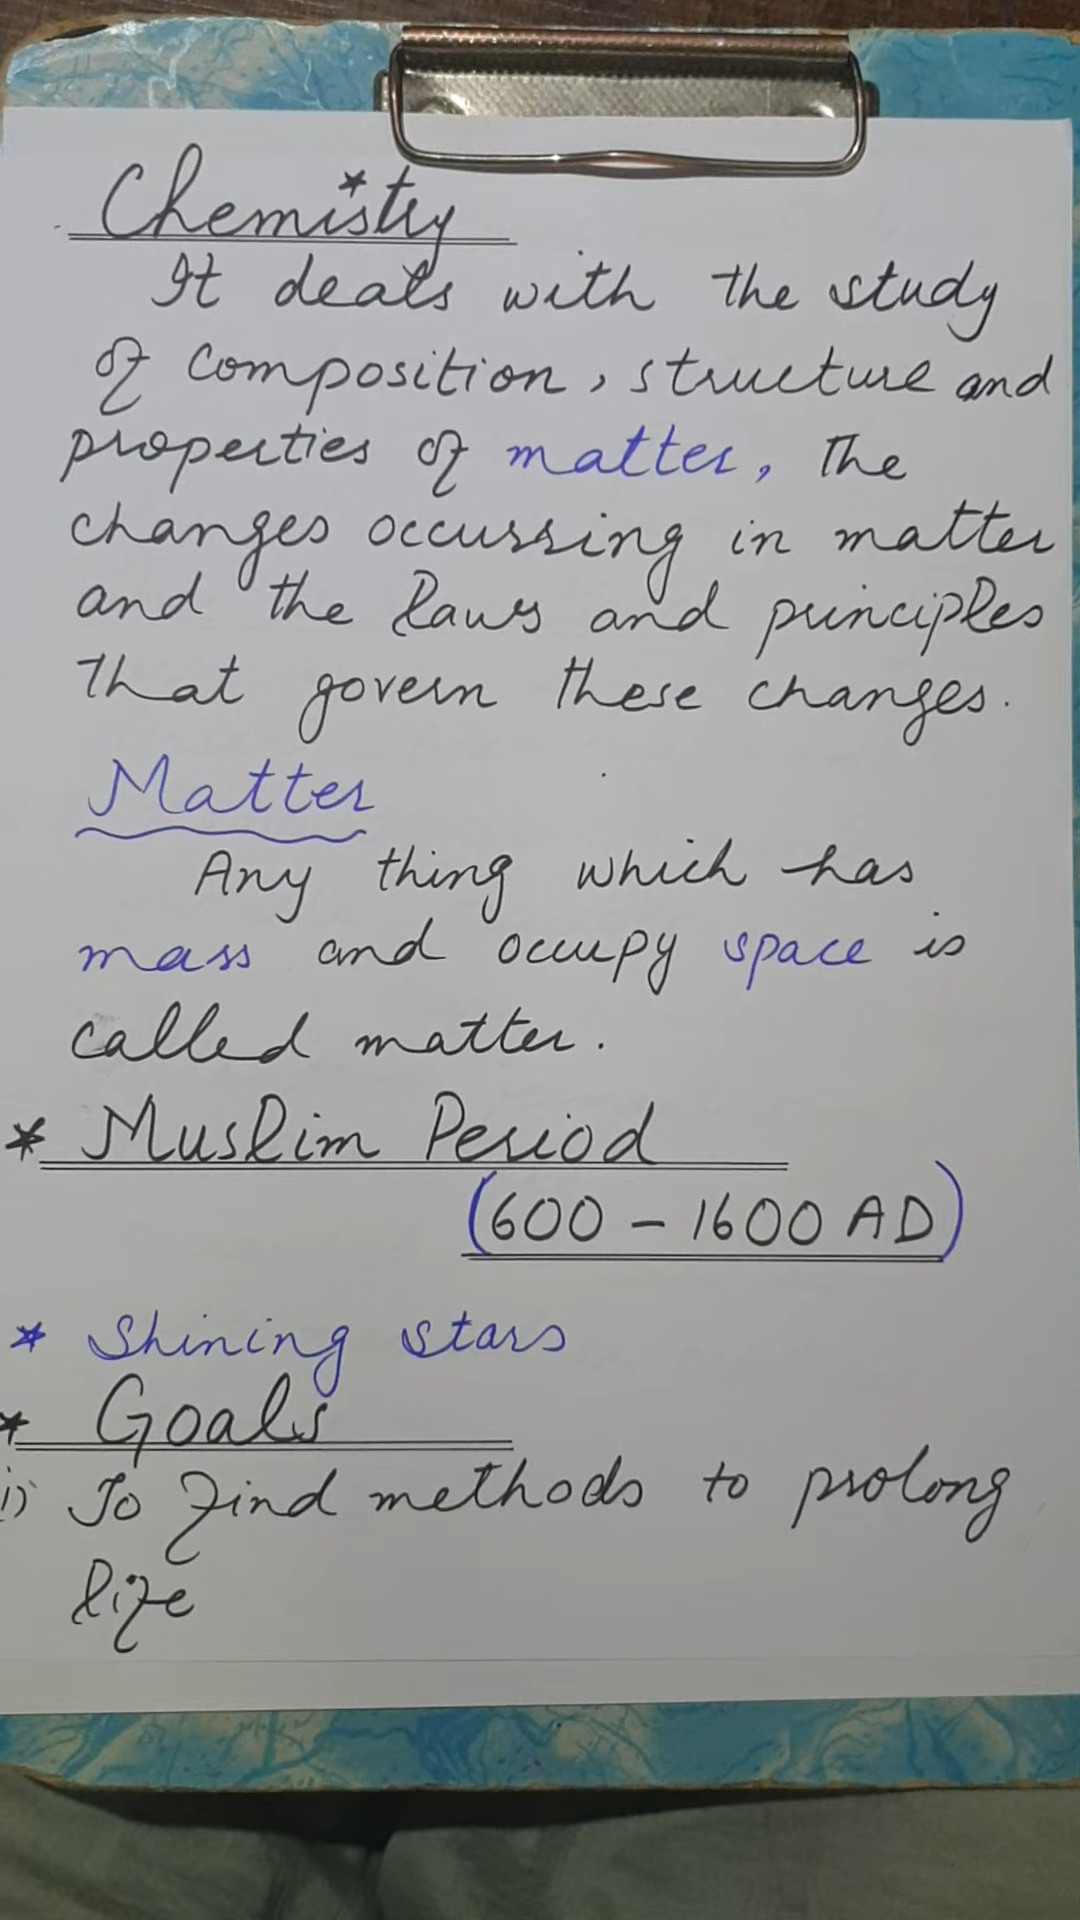 Chemistry
It deals with the study
of composition, structure and
properties of matter, The
changes occurring in matter
and the laws and principles
That govern these changes.
Matter
Any thing which has
mass and occupy space is
called matter.
* Muslim Period
(600 - 1600 AD)
* Shining stars
* Goals
i) To find methods to prolong
life